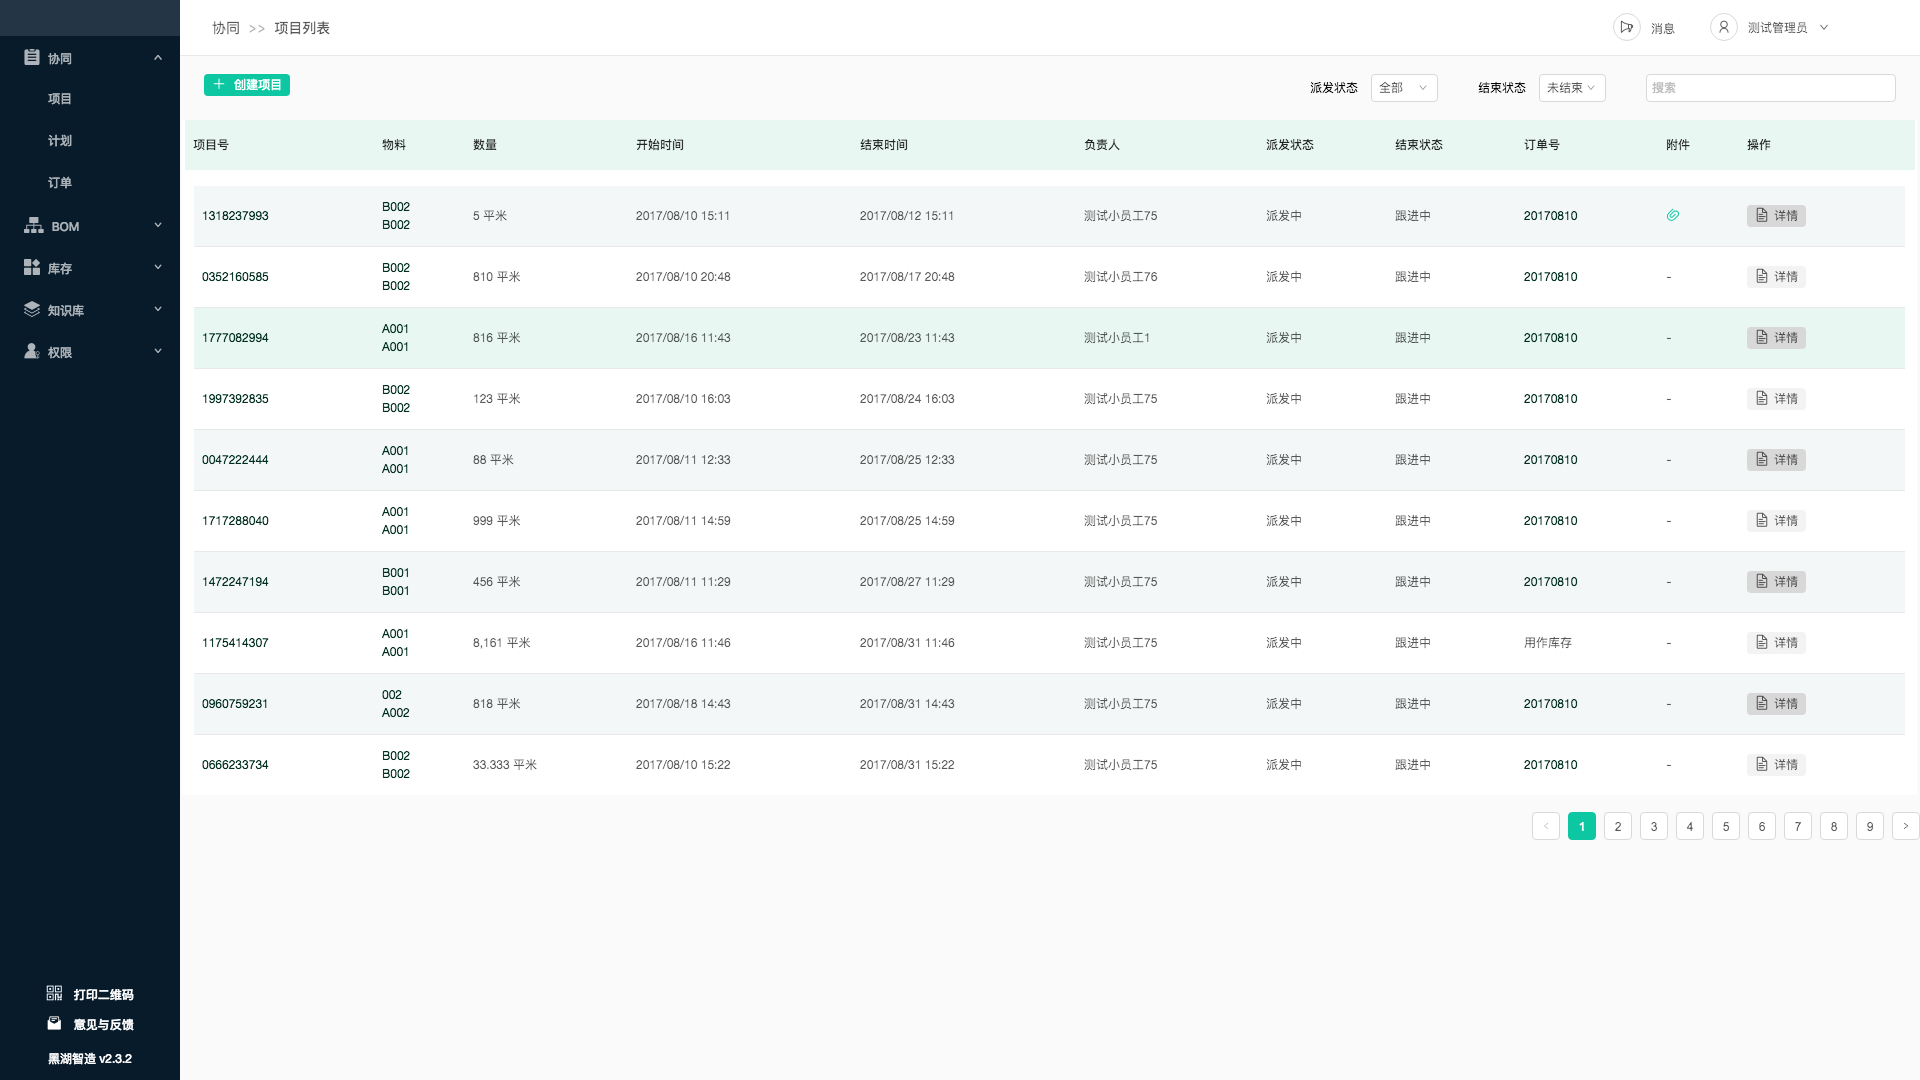 协同 >> 项目列表
消息
测试管理员
协同
项目
计划
订单
BOM
库存
知识库
权限
打印二维码
意见与反馈
黑湖智造 v2.3.2
创建项目
派发状态 全部
结束状态 未结束
搜索
项目号 物料 数量 开始时间 结束时间 负责人 派发状态 结束状态 订单号 附件 操作
1318237993 B002 B002 5 平米 2017/08/10 15:11 2017/08/12 15:11 测试小员工75 派发中 跟进中 20170810 详情
0352160585 B002 B002 810 平米 2017/08/10 20:48 2017/08/17 20:48 测试小员工76 派发中 跟进中 20170810 - 详情
1777082994 A001 A001 816 平米 2017/08/16 11:43 2017/08/23 11:43 测试小员工1 派发中 跟进中 20170810 - 详情
1997392835 B002 B002 123 平米 2017/08/10 16:03 2017/08/24 16:03 测试小员工75 派发中 跟进中 20170810 - 详情
0047222444 A001 A001 88 平米 2017/08/11 12:33 2017/08/25 12:33 测试小员工75 派发中 跟进中 20170810 - 详情
1717288040 A001 A001 999 平米 2017/08/11 14:59 2017/08/25 14:59 测试小员工75 派发中 跟进中 20170810 - 详情
1472247194 B001 B001 456 平米 2017/08/11 11:29 2017/08/27 11:29 测试小员工75 派发中 跟进中 20170810 - 详情
1175414307 A001 A001 8,161 平米 2017/08/16 11:46 2017/08/31 11:46 测试小员工75 派发中 跟进中 用作库存 - 详情
0960759231 002 A002 818 平米 2017/08/18 14:43 2017/08/31 14:43 测试小员工75 派发中 跟进中 20170810 - 详情
0666233734 B002 B002 33.333 平米 2017/08/10 15:22 2017/08/31 15:22 测试小员工75 派发中 跟进中 20170810 - 详情
< 1 2 3 4 5 6 7 8 9 >